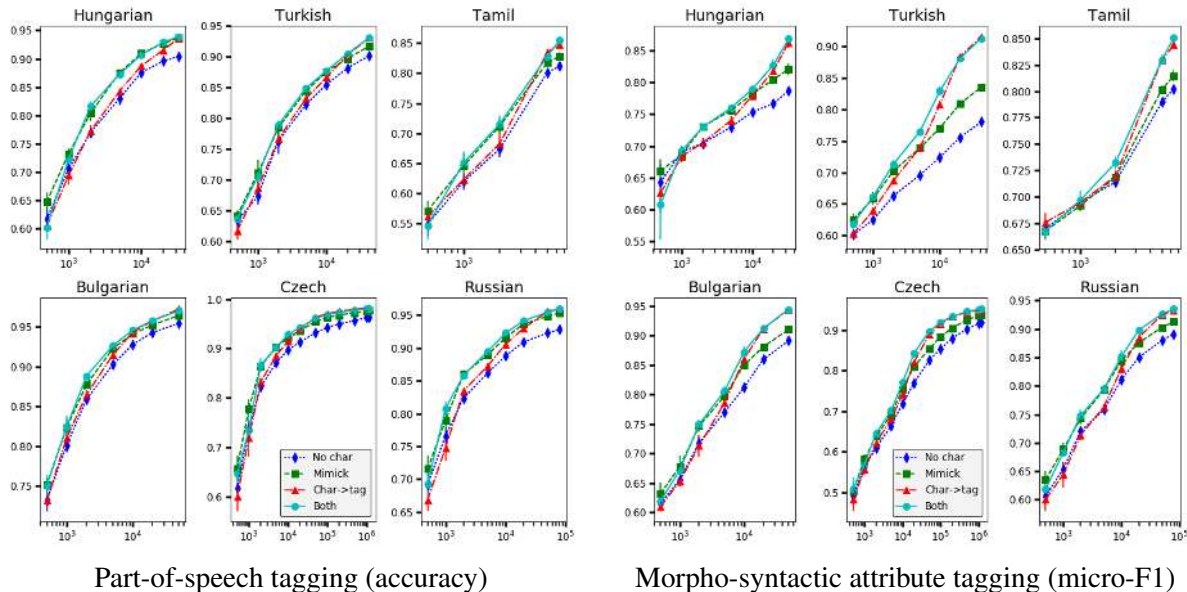 Hungarian Turkish Tamil Hungarian Turkish Tamil
0.95 0.90 0.85 0.80 0.75 0.70 0.65 0.60
10³ 10⁴
0.95 0.90 0.85 0.80 0.75 0.70 0.65 0.60
10³ 10⁴
0.85 0.80 0.75 0.70 0.65 0.60 0.55
10³
0.85 0.80 0.75 0.70 0.65 0.60 0.55
10³ 10⁴
0.90 0.85 0.80 0.75 0.70 0.65 0.60
10³ 10⁴
0.850 0.825 0.800 0.775 0.750 0.725 0.700 0.675 0.650
10³
Bulgarian Czech Russian Bulgarian Czech Russian
0.95 0.90 0.85 0.80 0.75
10³ 10⁴
1.0 0.9 0.8 0.7 0.6
10³ 10⁴ 10⁵ 10⁶
No char
Mimick
Char->tag
Both
0.95 0.90 0.85 0.80 0.75 0.70 0.65
10³ 10⁴ 10⁵
0.95 0.90 0.85 0.80 0.75 0.70 0.65 0.60
10³ 10⁴
0.9 0.8 0.7 0.6 0.5
10³ 10⁴ 10⁵ 10⁶
No char
Mimick
Char->tag
Both
0.95 0.90 0.85 0.80 0.75 0.70 0.65 0.60
10³ 10⁴ 10⁵
Part-of-speech tagging (accuracy) Morpho-syntactic attribute tagging (micro-F1)